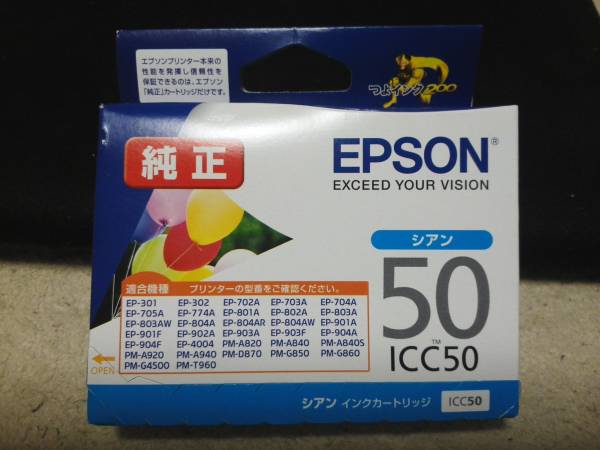 エプソンプリンター本来の
性能を発揮し信頼性を
保証できるのは、エプソン
「純正」カートリッジだけです。
つよインク200
純正
EPSON®
EXCEED YOUR VISION
シアン
50
ICC50™
適合機種 プリンターの型番をご確認ください。
EP-301 EP-302 EP-702A EP-703A EP-704A
EP-705A EP-774A EP-801A EP-802A EP-803A
EP-803AW EP-804A EP-804AR EP-804AW EP-901A
EP-901F EP-902A EP-903A EP-903F EP-904A
EP-904F EP-4004 PM-A820 PM-A840 PM-A840S
PM-A920 PM-A940 PM-D870 PM-G850 PM-G860
PM-G4500 PM-T960
OPEN
シアン インクカートリッジ ICC50